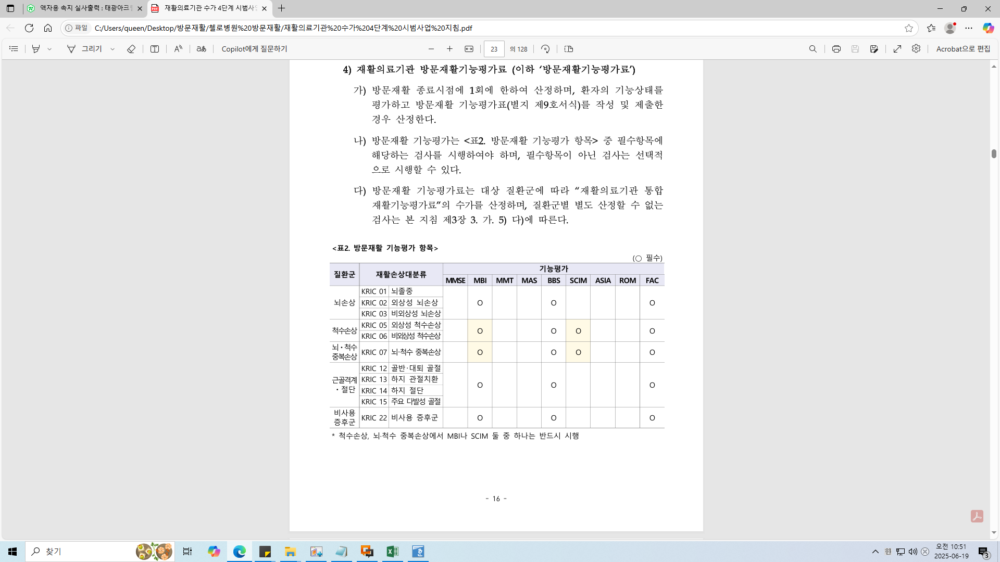 액자용 속지 실사출력 : 태광아크릴
재활의료기관 수가 4단계 시범사업
파일
C:/Users/queen/Desktop/방문재활/첼로병원%20방문재활/재활의료기관%20수가%204단계%20시범사업%20지침.pdf
그리기
aあ
Copilot에게 질문하기
23 의 128
Acrobat으로 편집
4) 재활의료기관 방문재활기능평가료 (이하 ‘방문재활기능평가료’)
가) 방문재활 종료시점에 1회에 한하여 산정하며, 환자의 기능상태를
평가하고 방문재활 기능평가표(별지 제9호서식)를 작성 및 제출한
경우 산정한다.
나) 방문재활 기능평가는 <표2. 방문재활 기능평가 항목> 중 필수항목에
해당하는 검사를 시행하여야 하며, 필수항목이 아닌 검사는 선택적
으로 시행할 수 있다.
다) 방문재활 기능평가료는 대상 질환군에 따라 “재활의료기관 통합
재활기능평가료”의 수가를 산정하며, 질환군별 별도 산정할 수 없는
검사는 본 지침 제3장 3. 가. 5) 다)에 따른다.
<표2. 방문재활 기능평가 항목>
(○ 필수)
질환군 재활손상대분류 기능평가
MMSE MBI MMT MAS BBS SCIM ASIA ROM FAC
뇌손상
KRIC 01 뇌졸중
KRIC 02 외상성 뇌손상 O O O
KRIC 03 비외상성 뇌손상
척수손상
KRIC 05 외상성 척수손상 O O O O
KRIC 06 비외상성 척수손상
뇌·척수
중복손상
KRIC 07 뇌·척수 중복손상 O O O O
근골격계
·절단
KRIC 12 골반·대퇴 골절
KRIC 13 하지 관절치환 O O O
KRIC 14 하지 절단
KRIC 15 주요 다발성 골절
비사용
증후군
KRIC 22 비사용 증후군 O O O
* 척수손상, 뇌·척수 중복손상에서 MBI나 SCIM 둘 중 하나는 반드시 시행
- 16 -
찾기
한
오전 10:51
2025-06-19
3